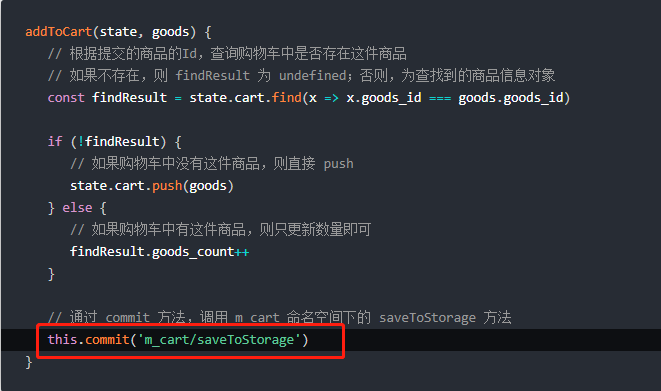 addToCart(state, goods) {
// 根据提交的商品的Id，查询购物车中是否存在这件商品
// 如果不存在，则 findResult 为 undefined；否则，为查找到的商品信息对象
const findResult = state.cart.find(x => x.goods_id === goods.goods_id)
if (!findResult) {
// 如果购物车中没有这件商品，则直接 push
state.cart.push(goods)
} else {
// 如果购物车中有这件商品，则只更新数量即可
findResult.goods_count++
}
// 通过 commit 方法，调用 m_cart 命名空间下的 saveToStorage 方法
this.commit('m_cart/saveToStorage')
}